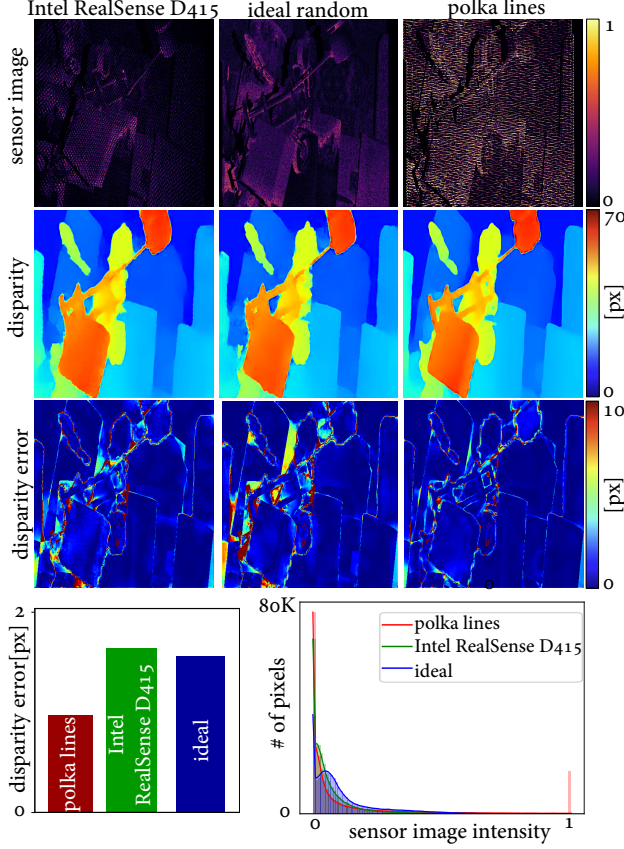 Intel RealSense D415 ideal random polka lines
sensor image
1
0
disparity
70
[px]
0
disparity error
10
[px]
0
0
disparity error[px]
2
0
polka lines
Intel
RealSense D415
ideal
# of pixels
80K
0
polka lines
Intel RealSense D415
ideal
0 1
sensor image intensity